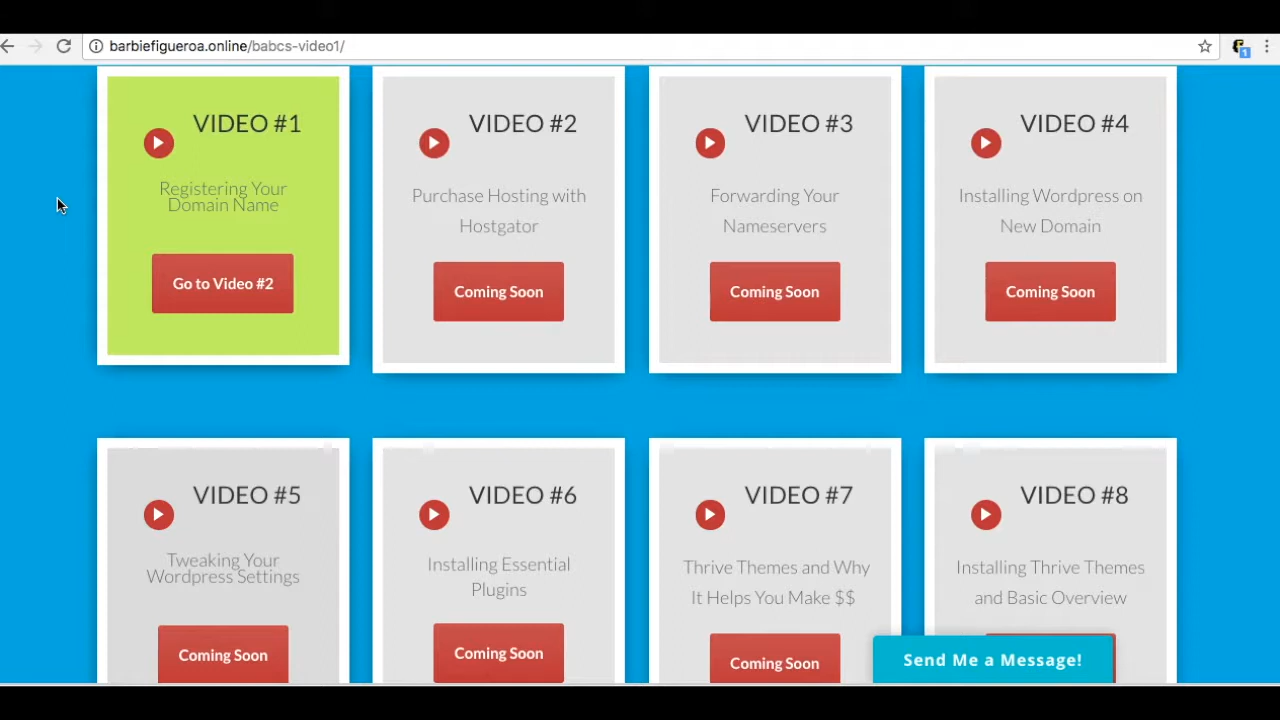 barbiefigueroa.online/babcs-video1/
1
VIDEO #1
Registering Your
Domain Name
Go to Video #2
VIDEO #2
Purchase Hosting with
Hostgator
Coming Soon
VIDEO #3
Forwarding Your
Nameservers
Coming Soon
VIDEO #4
Installing Wordpress on
New Domain
Coming Soon
VIDEO #5
Tweaking Your
Wordpress Settings
Coming Soon
VIDEO #6
Installing Essential
Plugins
Coming Soon
VIDEO #7
Thrive Themes and Why
It Helps You Make $$
Coming Soon
VIDEO #8
Installing Thrive Themes
and Basic Overview
Send Me a Message!